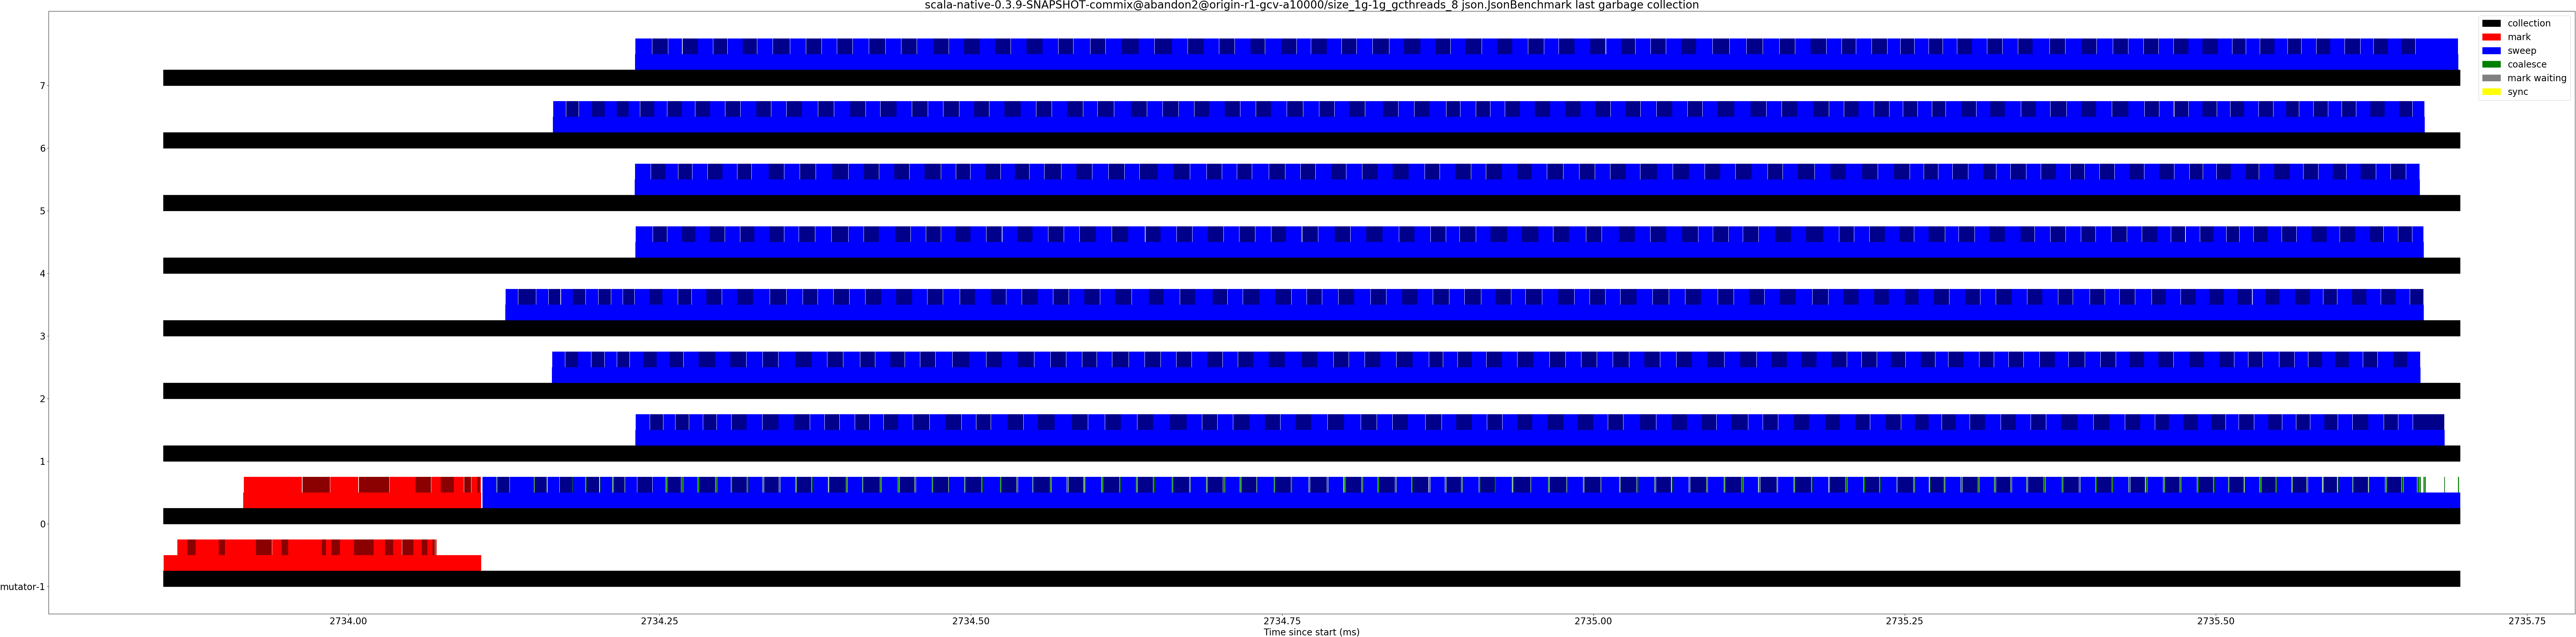 scala-native-0.3.9-SNAPSHOT-commix@abandon2@origin-r1-gcv-a10000/size_1g-1g_gcthreads_8 json.JsonBenchmark last garbage collection
collection
mark
sweep
coalesce
mark waiting
sync
7
6
5
4
3
2
1
0
mutator-1
2734.00 2734.25 2734.50 2734.75 2735.00 2735.25 2735.50 2735.75
Time since start (ms)